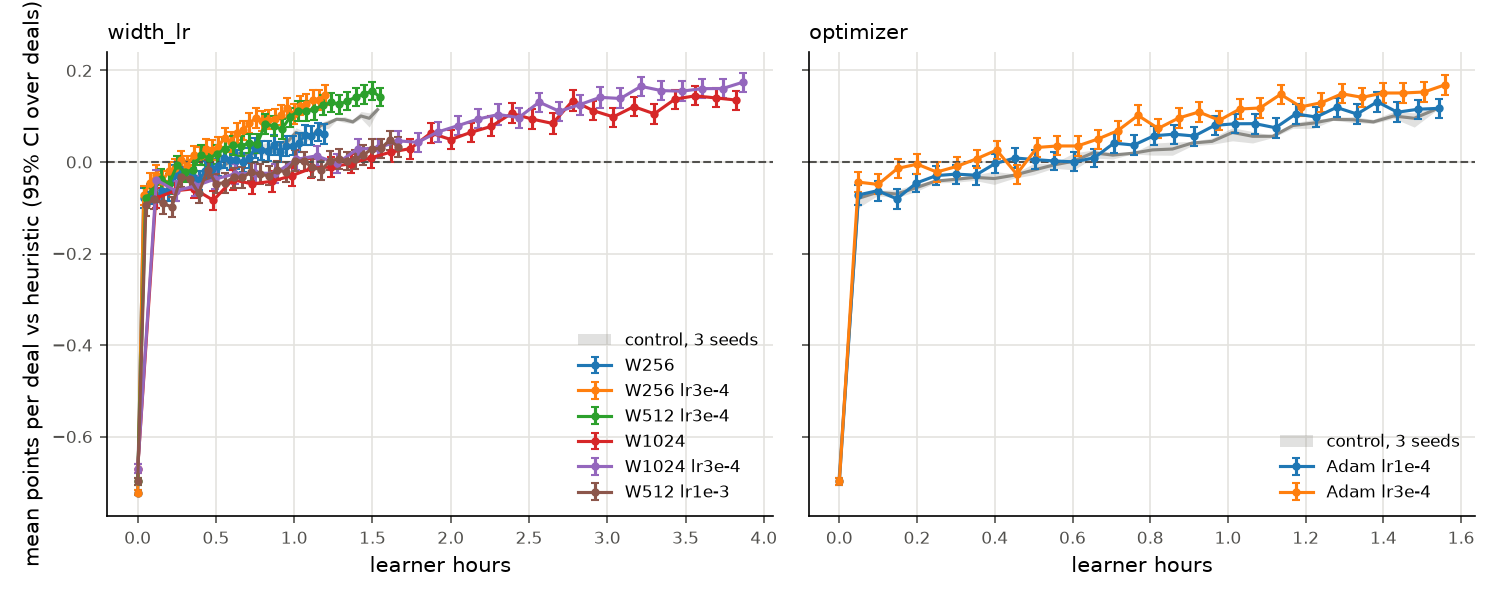 mean points per deal vs heuristic (95% CI over deals)
width_lr
0.2
0.0
−0.2
−0.4
−0.6
0.0 0.5 1.0 1.5 2.0 2.5 3.0 3.5 4.0
learner hours
control, 3 seeds
W256
W256 lr3e-4
W512 lr3e-4
W1024
W1024 lr3e-4
W512 lr1e-3
optimizer
0.0 0.2 0.4 0.6 0.8 1.0 1.2 1.4 1.6
learner hours
control, 3 seeds
Adam lr1e-4
Adam lr3e-4